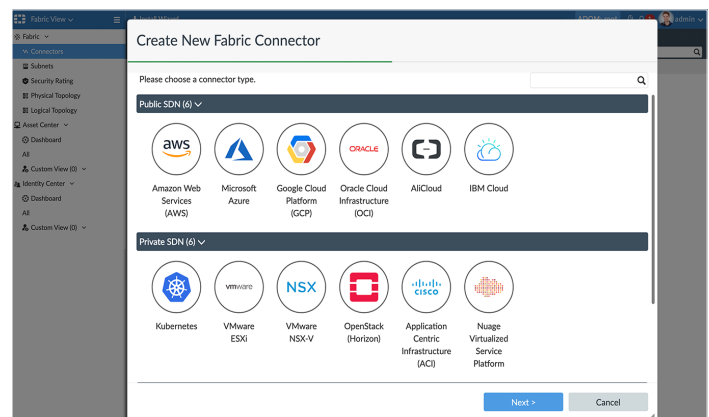 Fabric View
Install Wizard
ADOM: root
admin
Fabric
Connectors
Subnets
Security Rating
Physical Topology
Logical Topology
Asset Center
Dashboard
All
Custom View (0)
Identity Center
Dashboard
All
Custom View (0)
Create New Fabric Connector
Please choose a connector type.
Public SDN (6)
aws
ORACLE
Amazon Web
Services
(AWS)
Microsoft
Azure
Google Cloud
Platform
(GCP)
Oracle Cloud
Infrastructure
(OCI)
AliCloud
IBM Cloud
Private SDN (6)
vmware
NSX
CISCO
Kubernetes
VMware
ESXi
VMware
NSX-V
OpenStack
(Horizon)
Application
Centric
Infrastructure
(ACI)
Nuage
Virtualized
Service
Platform
Next >
Cancel